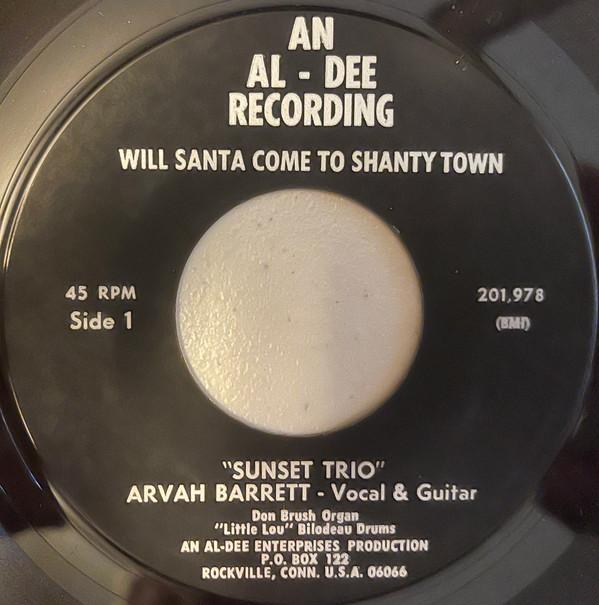 AN
AL - DEE
RECORDING
WILL SANTA COME TO SHANTY TOWN
45 RPM
Side 1
201,978
(BMI)
"SUNSET TRIO"
ARVAH BARRETT - Vocal & Guitar
Don Brush Organ
"Little Lou" Bilodeau Drums
AN AL-DEE ENTERPRISES PRODUCTION
P.O. BOX 122
ROCKVILLE, CONN. U.S.A. 06066